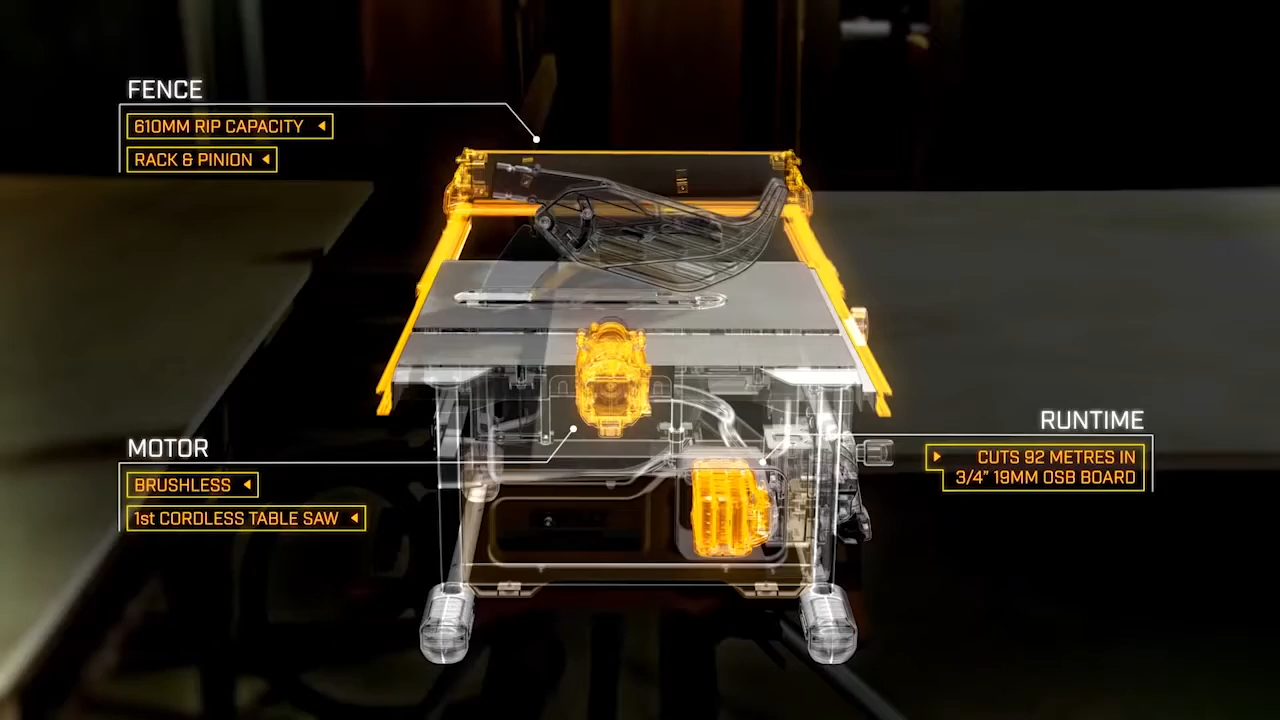 FENCE
610MM RIP CAPACITY
RACK & PINION
MOTOR
BRUSHLESS
1st CORDLESS TABLE SAW
RUNTIME
CUTS 92 METRES IN
3/4” 19MM OSB BOARD